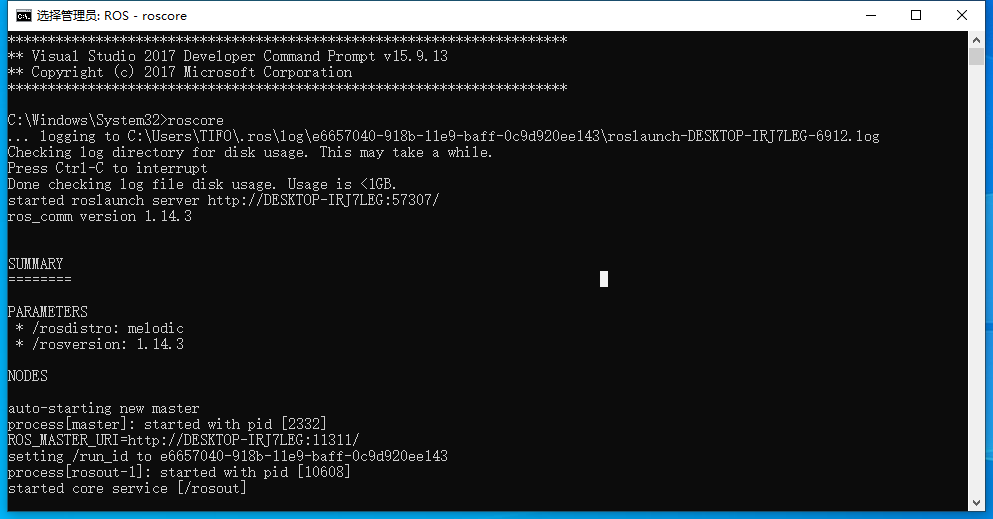 选择管理员: ROS - roscore
**********************************************************************
** Visual Studio 2017 Developer Command Prompt v15.9.13
** Copyright (c) 2017 Microsoft Corporation
**********************************************************************
C:\Windows\System32>roscore
... logging to C:\Users\TIFO\.ros\log\e6657040-918b-11e9-baff-0c9d920ee143\roslaunch-DESKTOP-IRJ7LEG-6912.log
Checking log directory for disk usage. This may take a while.
Press Ctrl-C to interrupt
Done checking log file disk usage. Usage is <1GB.
started roslaunch server http://DESKTOP-IRJ7LEG:57307/
ros_comm version 1.14.3
SUMMARY
========
PARAMETERS
 * /rosdistro: melodic
 * /rosversion: 1.14.3
NODES
auto-starting new master
process[master]: started with pid [2332]
ROS_MASTER_URI=http://DESKTOP-IRJ7LEG:11311/
setting /run_id to e6657040-918b-11e9-baff-0c9d920ee143
process[rosout-1]: started with pid [10608]
started core service [/rosout]